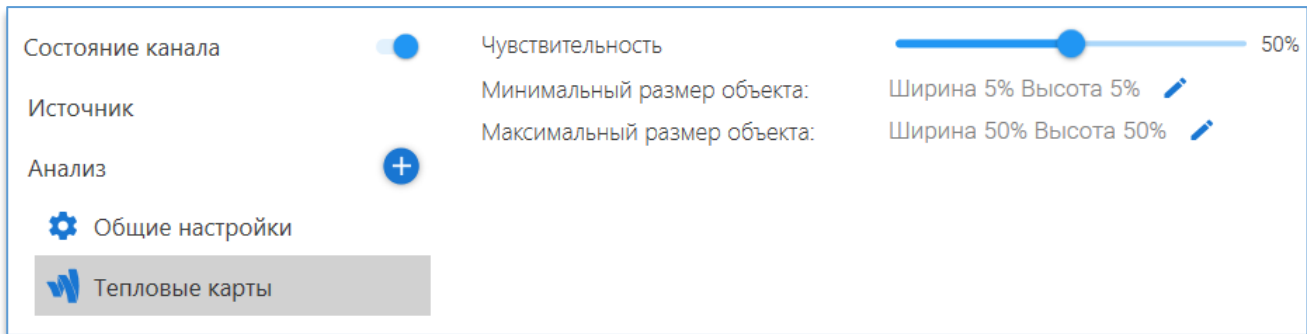 Состояние канала
Источник
Анализ
Общие настройки
Тепловые карты
Чувствительность 50%
Минимальный размер объекта: Ширина 5% Высота 5%
Максимальный размер объекта: Ширина 50% Высота 50%